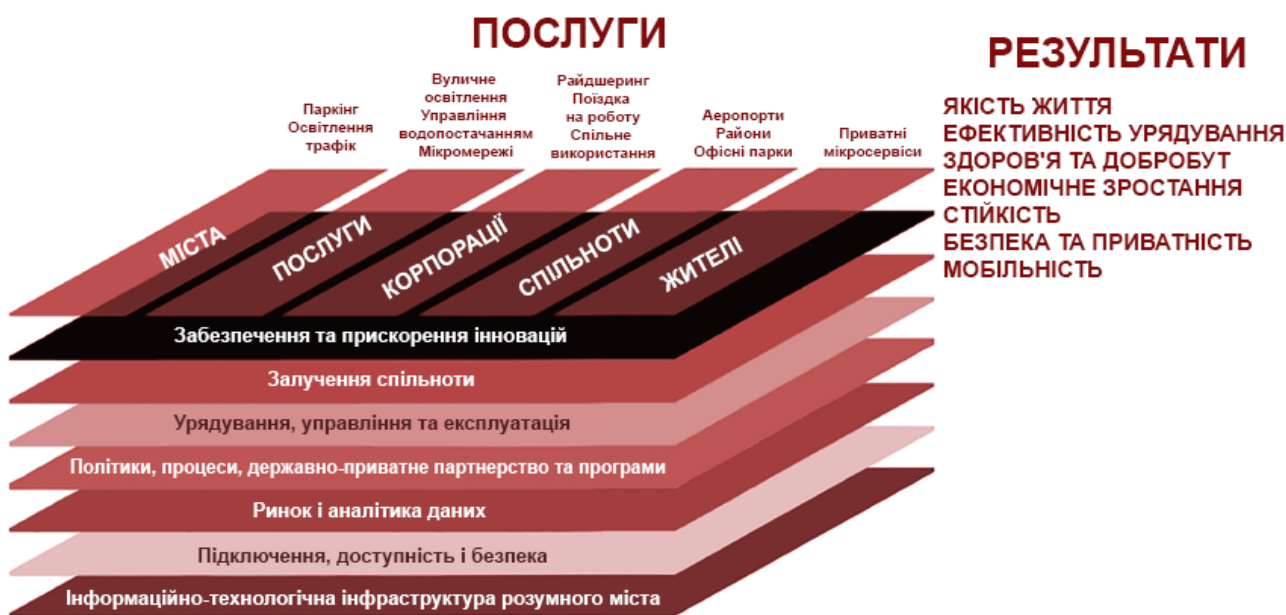 ПОСЛУГИ
РЕЗУЛЬТАТИ
Паркінг
Освітлення
трафік
Вуличне
освітлення
Управління
водопостачанням
Мікромережі
Райдшеринг
Поїздка
на роботу
Спільне
використання
Аеропорти
Райони
Офісні парки
Приватні
мікросервіси
ЯКІСТЬ ЖИТТЯ
ЕФЕКТИВНІСТЬ УРЯДУВАННЯ
ЗДОРОВ'Я ТА ДОБРОБУТ
ЕКОНОМІЧНЕ ЗРОСТАННЯ
СТІЙКІСТЬ
БЕЗПЕКА ТА ПРИВАТНІСТЬ
МОБІЛЬНІСТЬ
МІСТА
ПОСЛУГИ
КОРПОРАЦІЇ
СПІЛЬНОТИ
ЖИТЕЛІ
Забезпечення та прискорення інновацій
Залучення спільноти
Урядування, управління та експлуатація
Політики, процеси, державно-приватне партнерство та програми
Ринок і аналітика даних
Підключення, доступність і безпека
Інформаційно-технологічна інфраструктура розумного міста